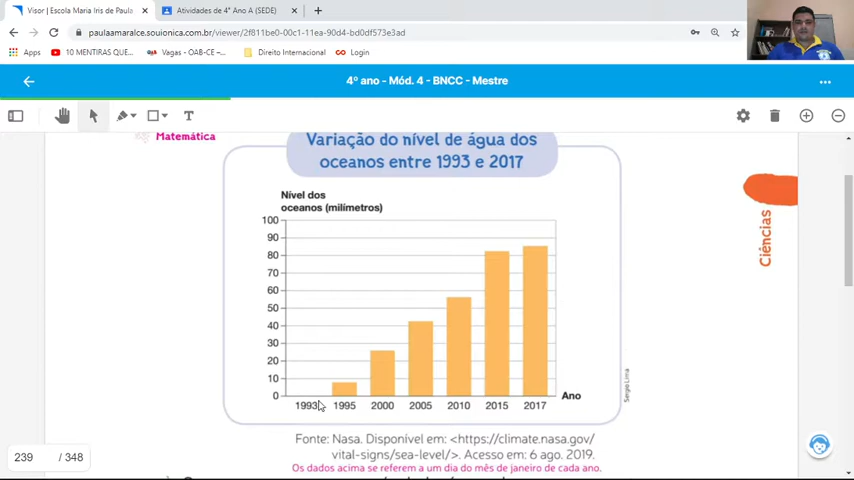 Visor | Escola Maria Iris de Paula
Atividades de 4° Ano A (SEDE)
paulaamaralce.souionica.com.br/viewer/2f811be0-00c1-11ea-90d4-bd0df573e3ad
Apps
10 MENTIRAS QUE...
Vagas - OAB-CE –...
Direito Internacional
Login
4º ano - Mód. 4 - BNCC - Mestre
T
Matemática
Variação do nível de água dos
oceanos entre 1993 e 2017
Nível dos
oceanos (milímetros)
100
90
80
70
60
50
40
30
20
10
0
1993 1995 2000 2005 2010 2015 2017
Ano
Sergio Lima
Ciências
Fonte: Nasa. Disponível em: <https://climate.nasa.gov/
vital-signs/sea-level/>. Acesso em: 6 ago. 2019.
Os dados acima se referem a um dia do mês de janeiro de cada ano.
239 / 348